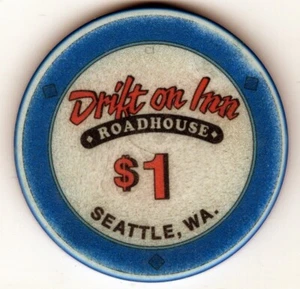 Drift on Inn
ROADHOUSE
$1
SEATTLE, WA.